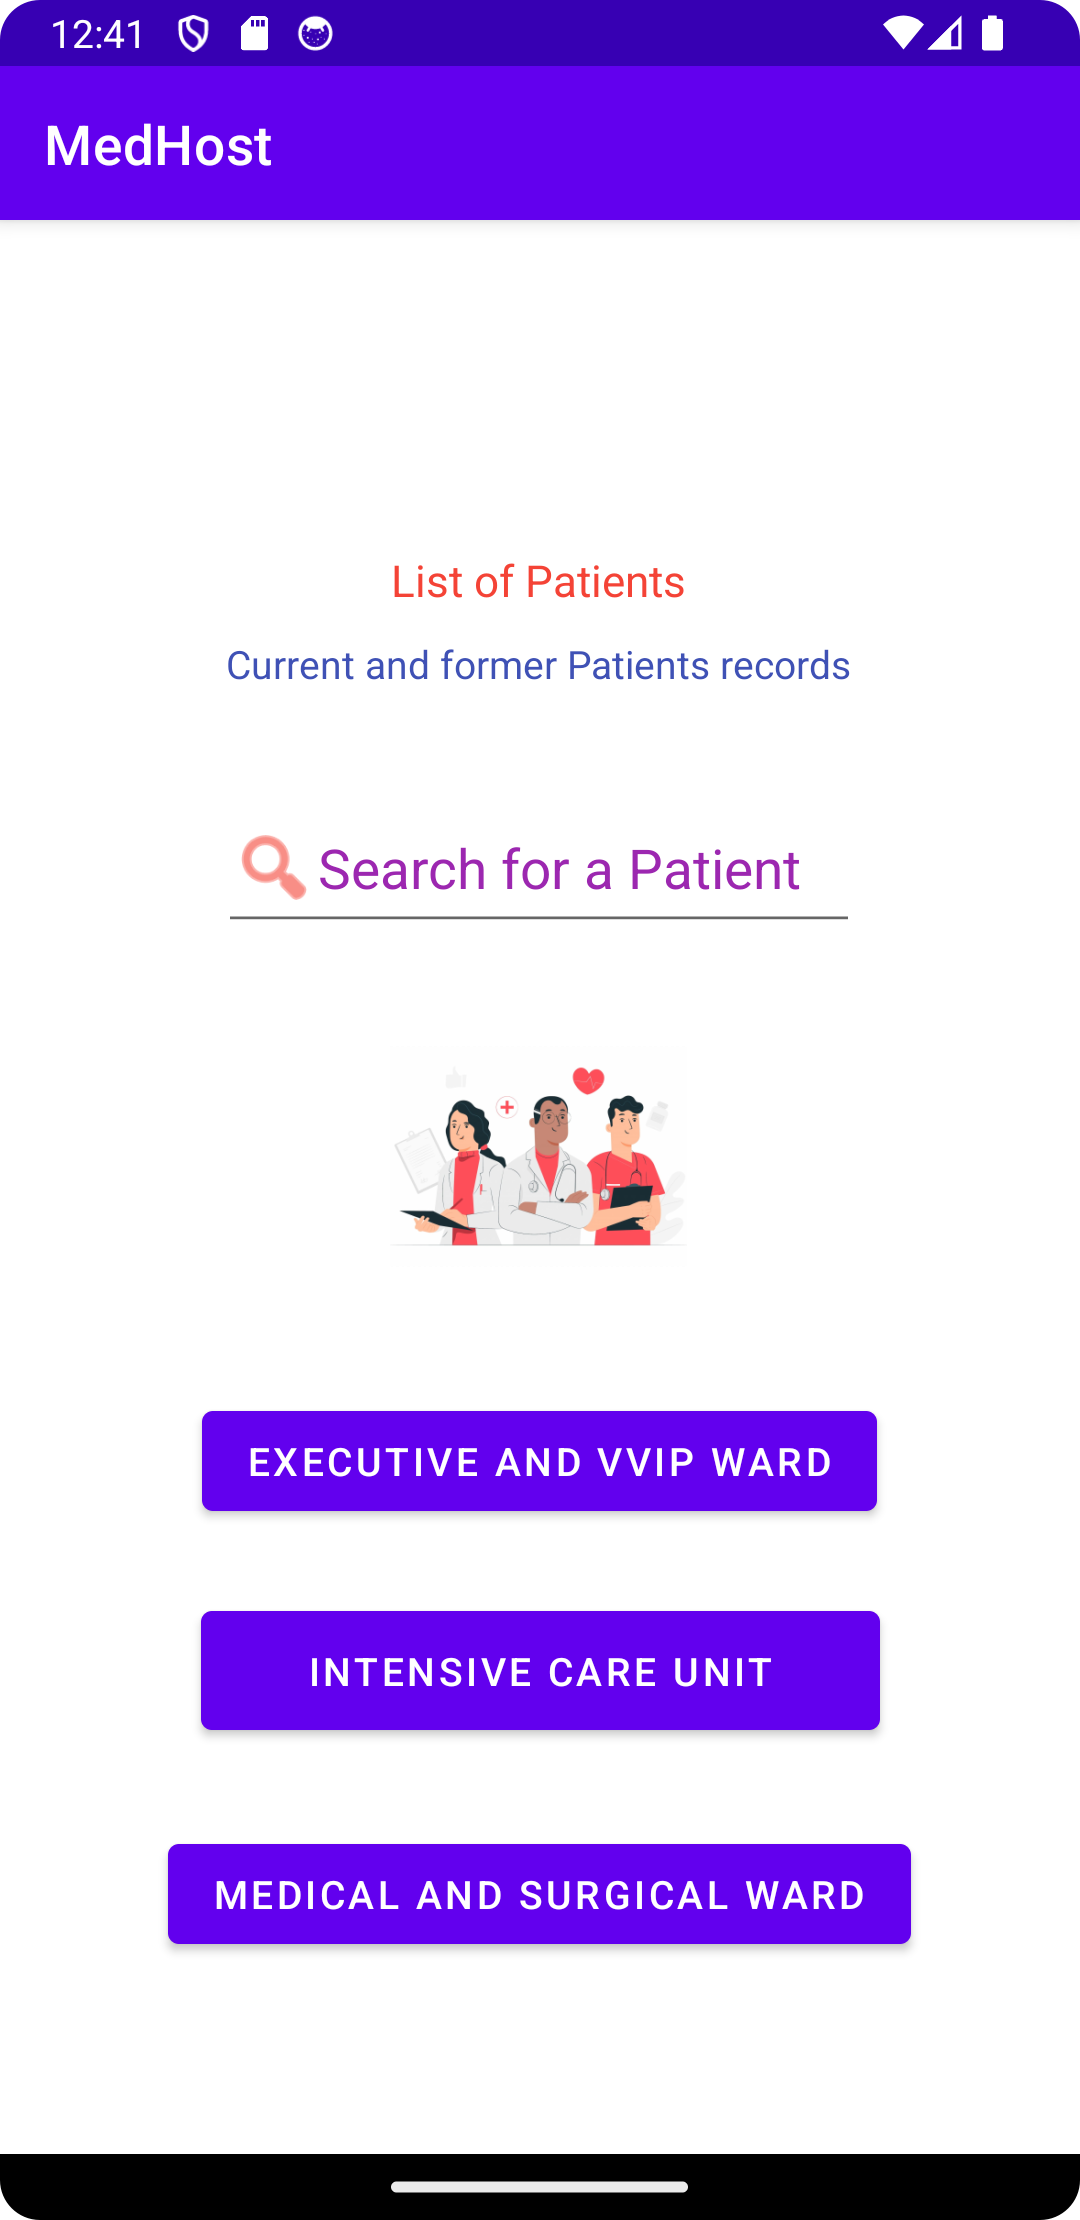 12:41
MedHost
List of Patients
Current and former Patients records
Search for a Patient
EXECUTIVE AND VVIP WARD
INTENSIVE CARE UNIT
MEDICAL AND SURGICAL WARD